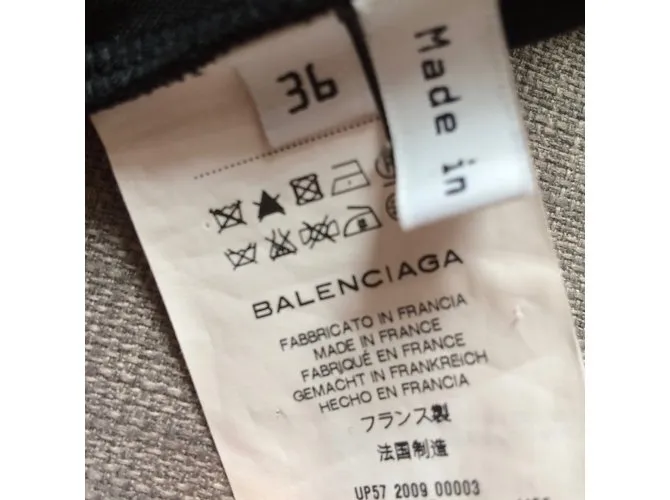 36
Made in
BALENCIAGA
FABBRICATO IN FRANCIA
MADE IN FRANCE
FABRIQUÉ EN FRANCE
GEMACHT IN FRANKREICH
HECHO EN FRANCIA
フランス製
法国制造
UP57 2009 00003